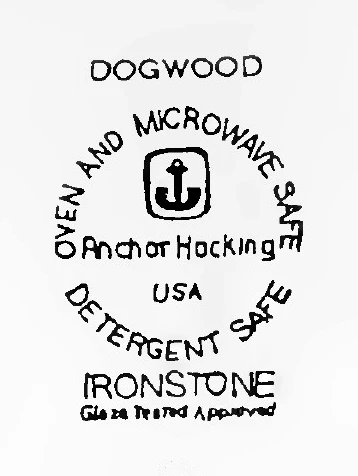 DOGWOOD
OVEN AND MICROWAVE SAFE
Anchor Hocking
USA
DETERGENT SAFE
IRONSTONE
Glaze Tested Approved